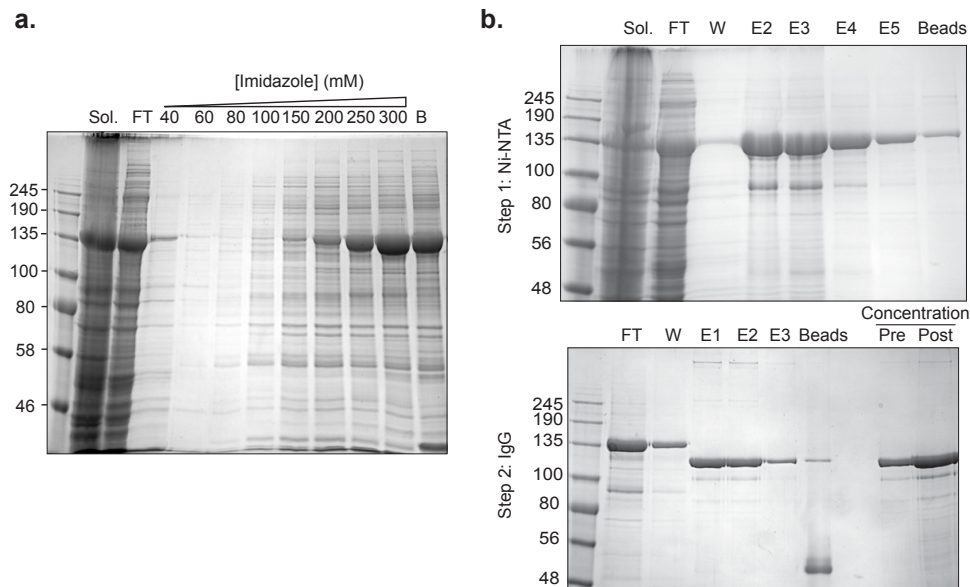 a.
[Imidazole] (mM)
Sol. FT 40 60 80 100 150 200 250 300 B
245
190
135
100
80
58
46
b.
Sol. FT W E2 E3 E4 E5 Beads
Step 1: Ni-NTA
245
190
135
100
80
56
48
Concentration
FT W E1 E2 E3 Beads Pre Post
Step 2: IgG
245
190
135
100
80
56
48